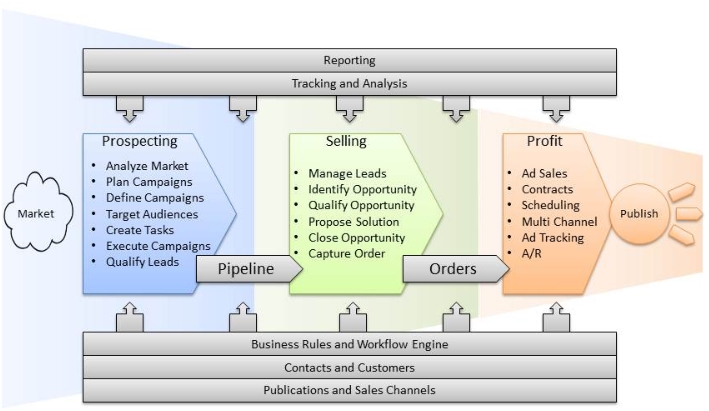 Reporting
Tracking and Analysis
Market
Prospecting
• Analyze Market
• Plan Campaigns
• Define Campaigns
• Target Audiences
• Create Tasks
• Execute Campaigns
• Qualify Leads
Pipeline
Selling
• Manage Leads
• Identify Opportunity
• Qualify Opportunity
• Propose Solution
• Close Opportunity
• Capture Order
Orders
Profit
• Ad Sales
• Contracts
• Scheduling
• Multi Channel
• Ad Tracking
• A/R
Publish
Business Rules and Workflow Engine
Contacts and Customers
Publications and Sales Channels